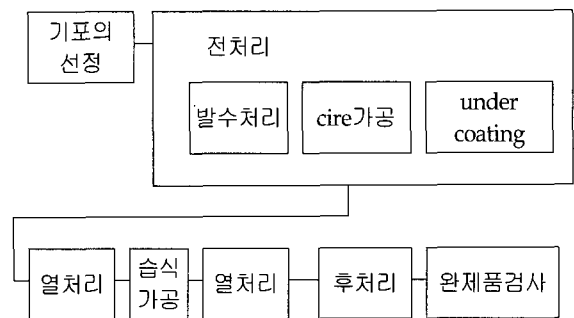 기포의
선정
전처리
발수처리
cire가공
under
coating
열처리
습식
가공
열처리
후처리
완제품검사